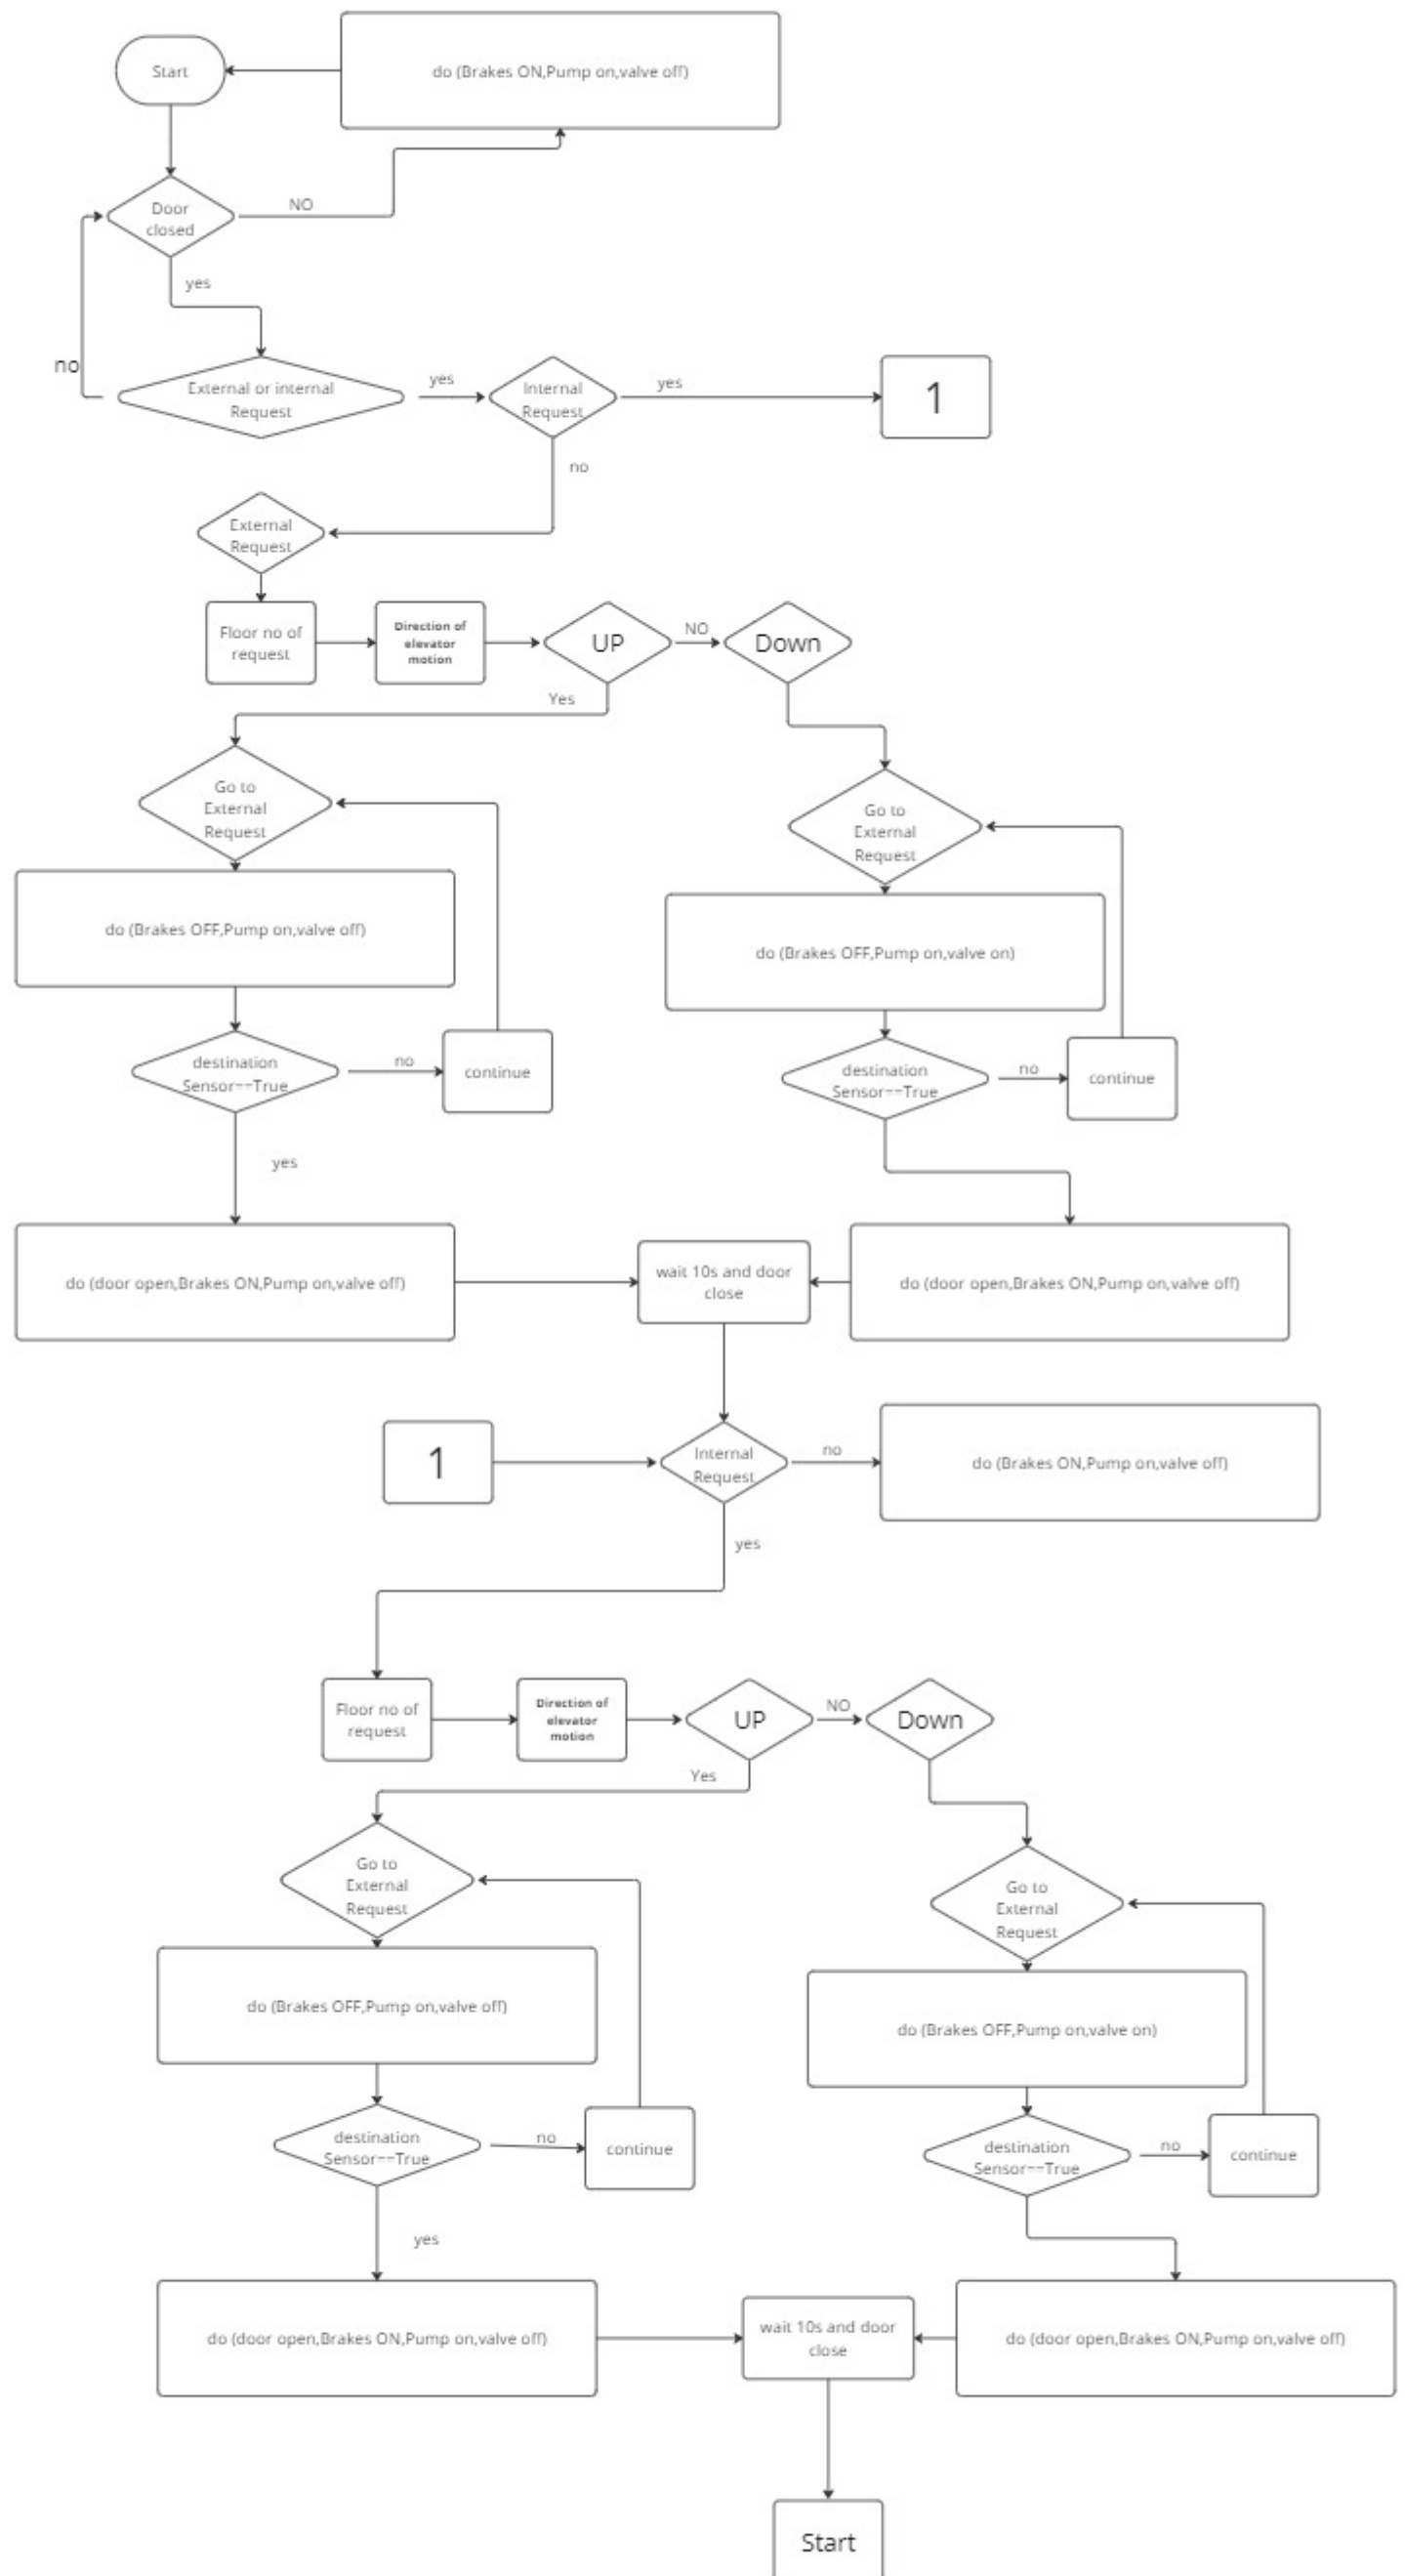 Start
do (Brakes ON,Pump on,valve off)
Door
closed
NO
yes
no
External or internal
Request
yes
Internal
Request
yes
1
no
External
Request
Floor no of
request
Direction of
elevator
motion
UP
NO
Down
Yes
Go to
External
Request
Go to
External
Request
do (Brakes OFF,Pump on,valve off)
do (Brakes OFF,Pump on,valve on)
destination
Sensor==True
no
continue
destination
Sensor==True
no
continue
yes
do (door open,Brakes ON,Pump on,valve off)
wait 10s and door
close
do (door open,Brakes ON,Pump on,valve off)
1
Internal
Request
no
do (Brakes ON,Pump on,valve off)
yes
Floor no of
request
Direction of
elevator
motion
UP
NO
Down
Yes
Go to
External
Request
Go to
External
Request
do (Brakes OFF,Pump on,valve off)
do (Brakes OFF,Pump on,valve on)
destination
Sensor==True
no
continue
destination
Sensor==True
no
continue
yes
do (door open,Brakes ON,Pump on,valve off)
wait 10s and door
close
do (door open,Brakes ON,Pump on,valve off)
Start